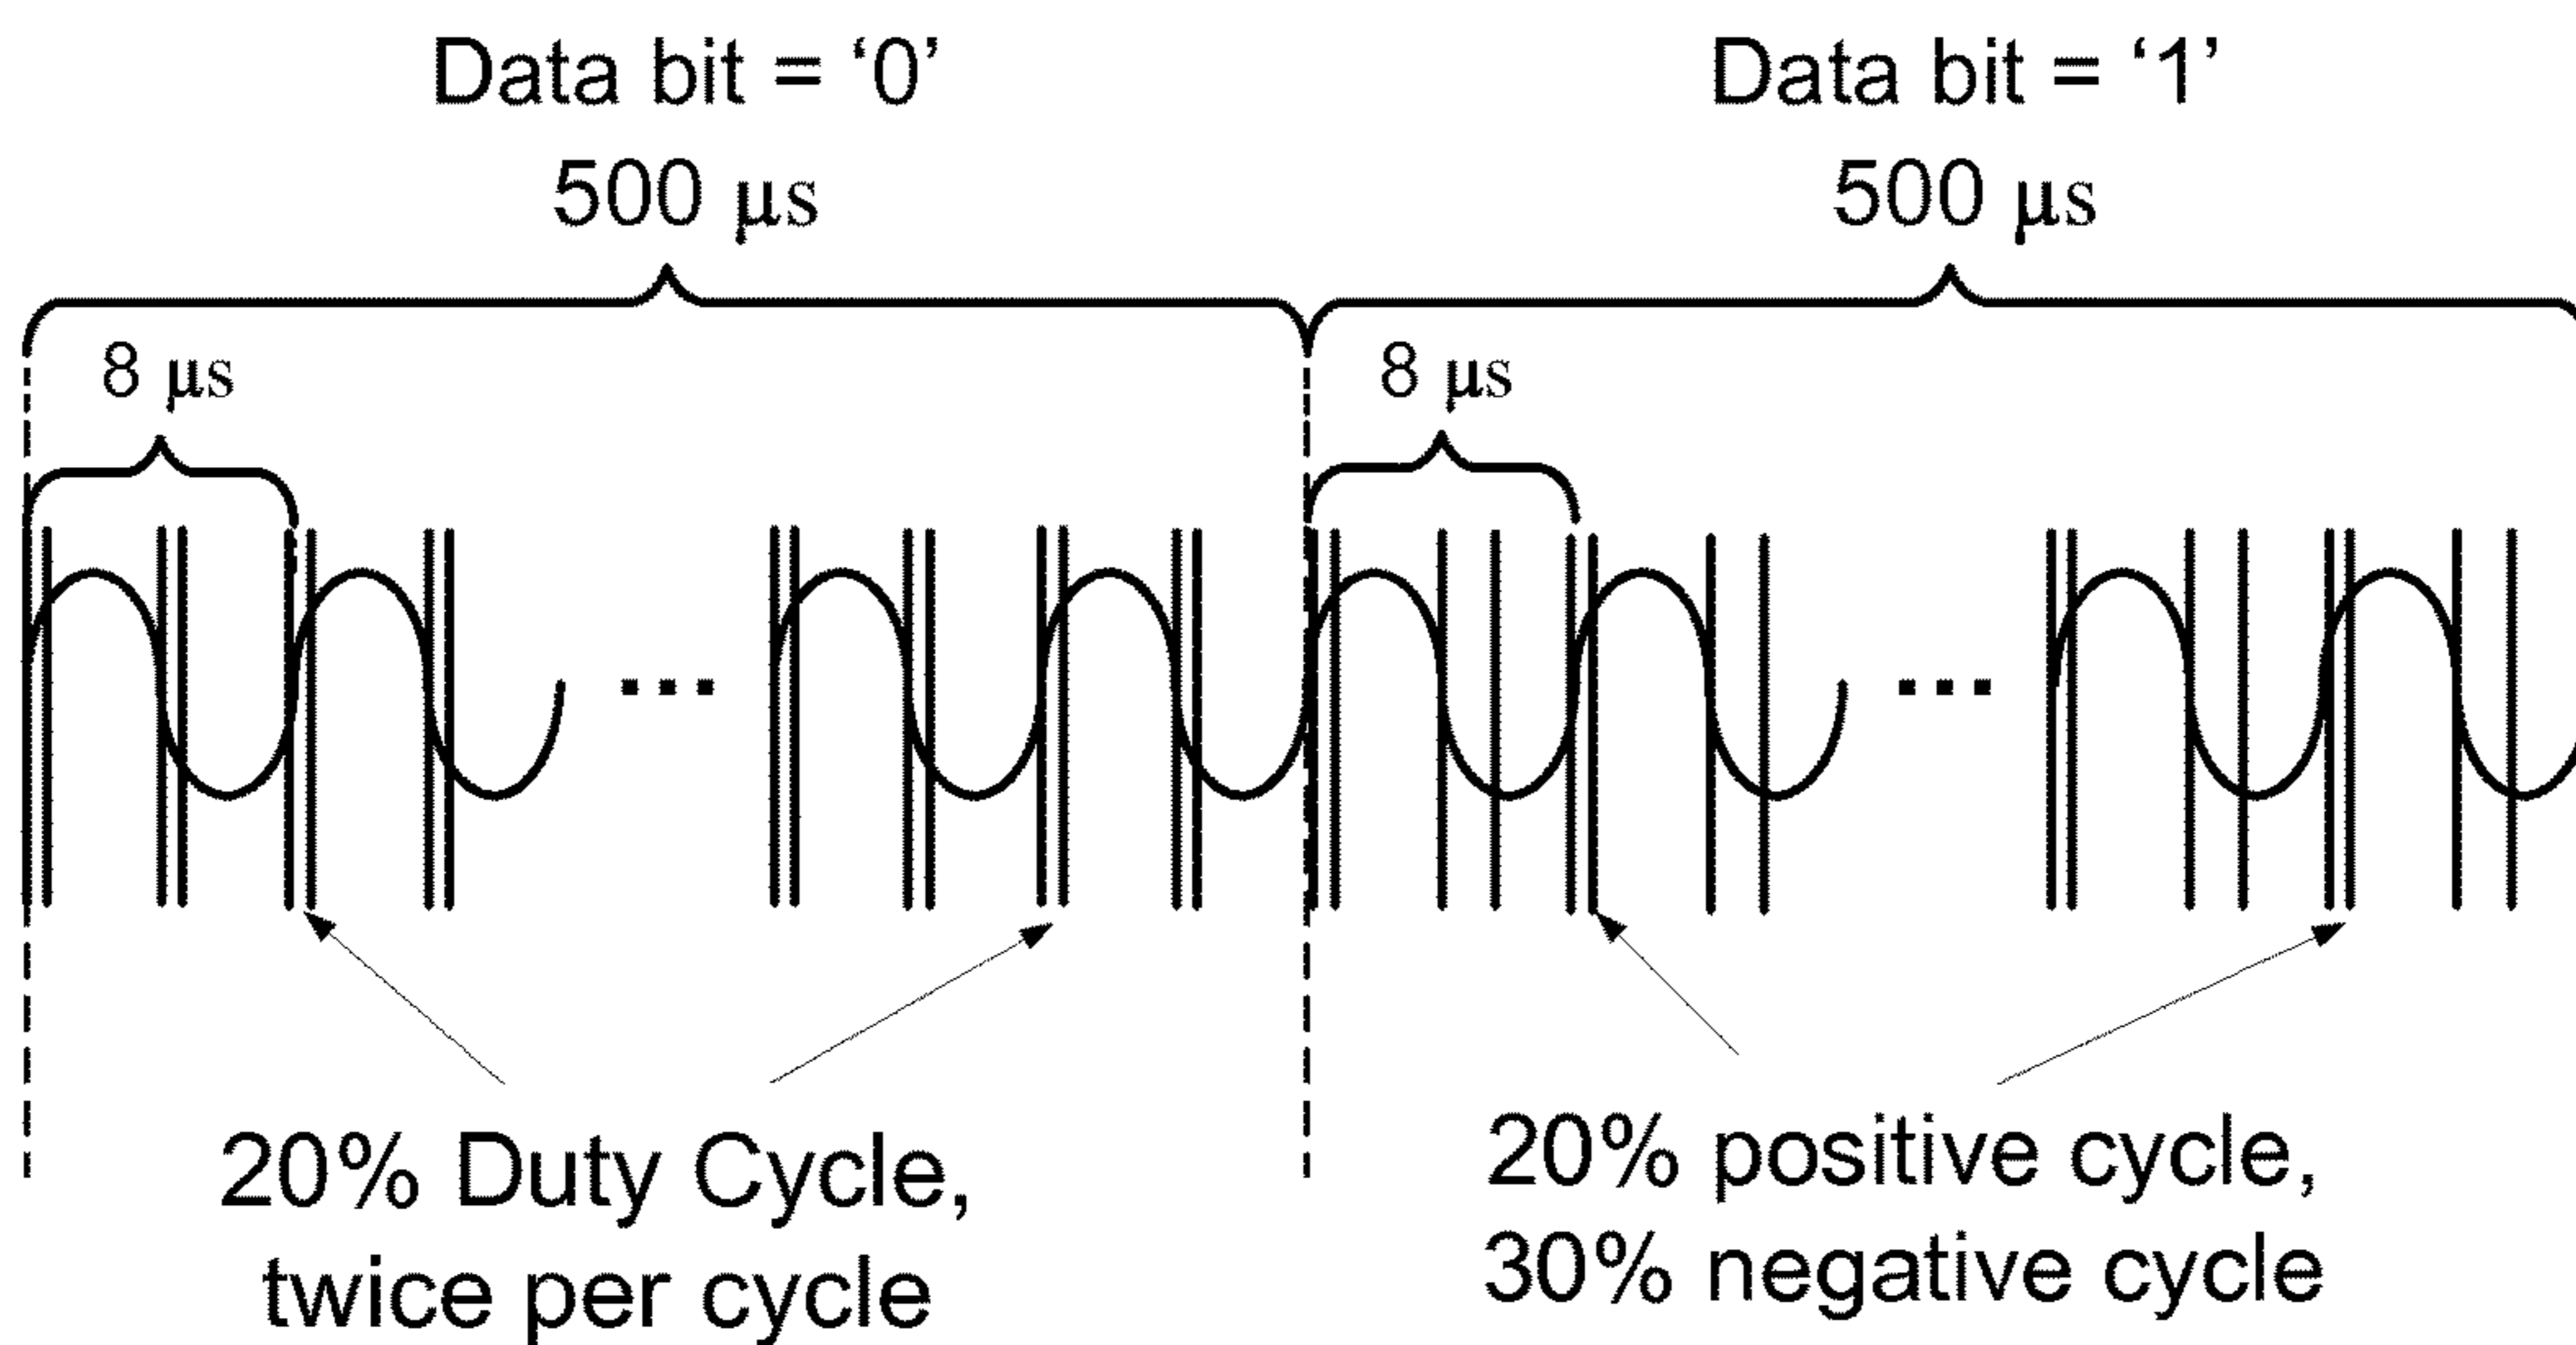 Data bit = ‘0’
500 μs
Data bit = ‘1’
500 μs
8 μs
8 μs
20% Duty Cycle,
twice per cycle
20% positive cycle,
30% negative cycle